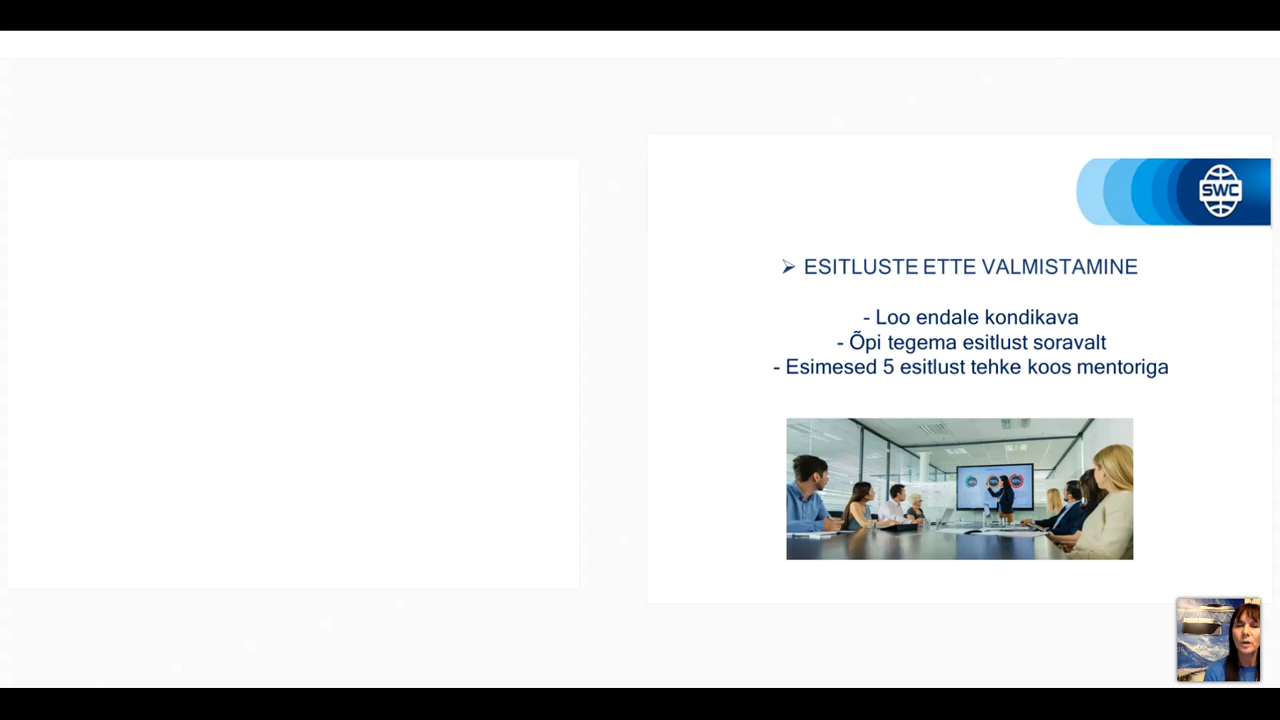 SWC
➢ ESITLUSTE ETTE VALMISTAMINE
- Loo endale kondikava
- Õpi tegema esitlust soravalt
- Esimesed 5 esitlust tehke koos mentoriga